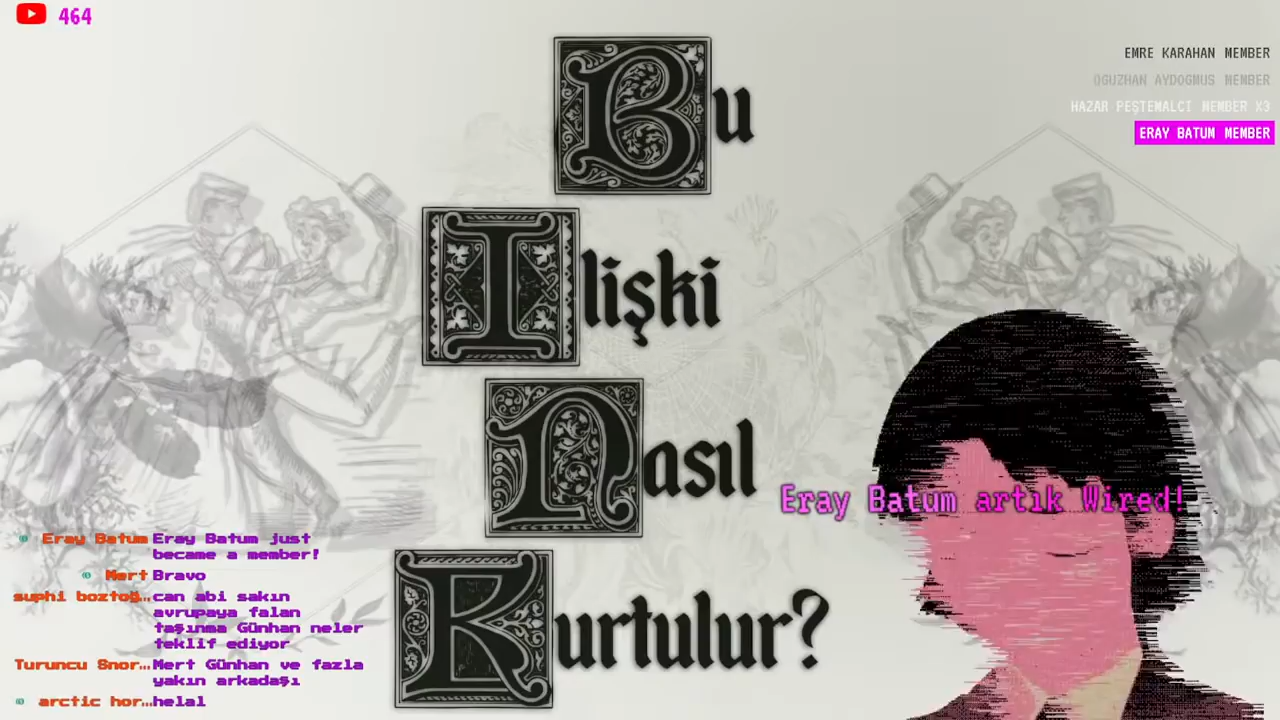 464
EMRE KARAHAN MEMBER
OGUZHAN AYDOGMUS MEMBER
HAZAR PEŞTEMALCI MEMBER X3
ERAY BATUM MEMBER
Bu
Ilişki
Nasıl
Kurtulur?
Eray Batum artık Wired!
Eray Batum Eray Batum just
became a member!
Mert Bravo
suphi boztoğ… can abi sakın
avrupaya falan
taşınma Günhan neler
teklif ediyor
Turuncu Snor… Mert Günhan ve fazla
yakın arkadaşı
arctic hor… helal